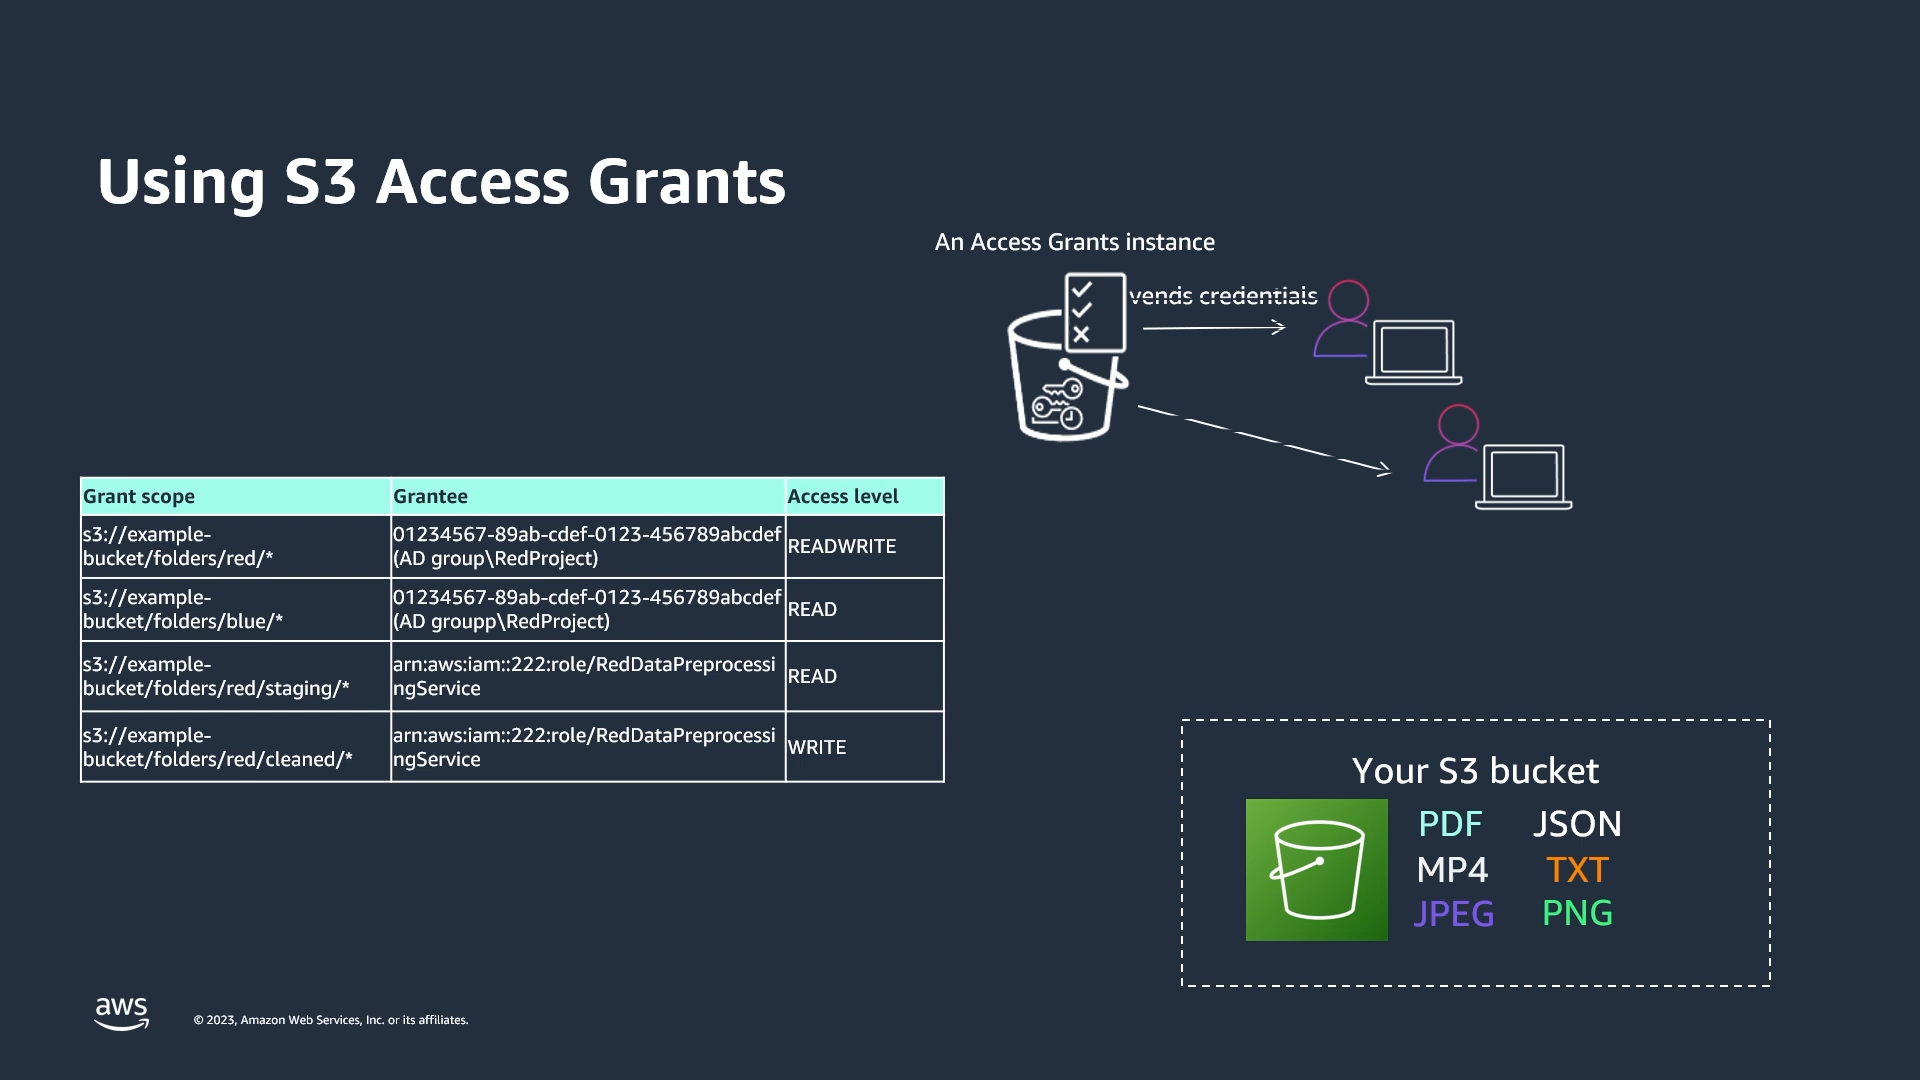 Using S3 Access Grants
An Access Grants instance
vends credentials
Grant scope
Grantee
Access level
s3://example-
bucket/folders/red/*
01234567-89ab-cdef-0123-456789abcdef
(AD group\RedProject)
READWRITE
s3://example-
bucket/folders/blue/*
01234567-89ab-cdef-0123-456789abcdef
(AD groupp\RedProject)
READ
s3://example-
bucket/folders/red/staging/*
arn:aws:iam::222:role/RedDataPreprocessi
ngService
READ
s3://example-
bucket/folders/red/cleaned/*
arn:aws:iam::222:role/RedDataPreprocessi
ngService
WRITE
Your S3 bucket
PDF JSON
MP4 TXT
JPEG PNG
aws
© 2023, Amazon Web Services, Inc. or its affiliates.